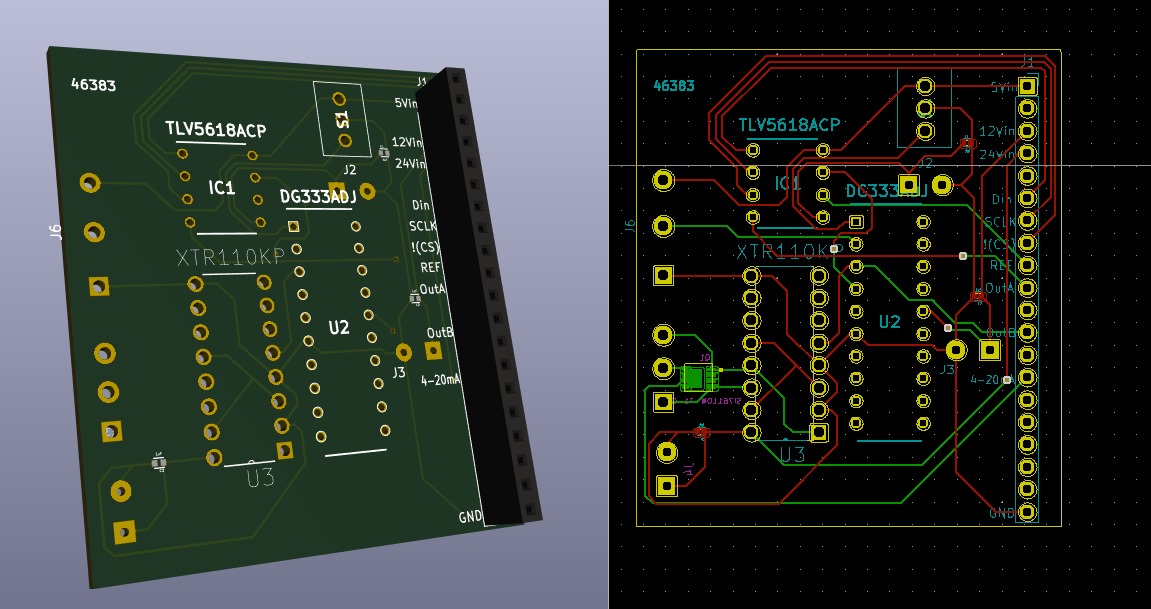 46383
J1
5Vin
TLV5618ACP
TS
12Vin
J2
24Vin
IC1
DG333ADJ
Din
SCLK
J6
!(CS)
XTR110KP
REF
OutA
U2
OutB
J3
4-20mA
U3
GND
J1
46383
5Vin
TLV5618ACP
12Vin
24Vin
J2
IC1
DG333ADJ
Din
SCLK
J6
!(CS)
XTR110KP
REF
OutA
U2
OutB
Q1
J3
4-20mA
U3
GND